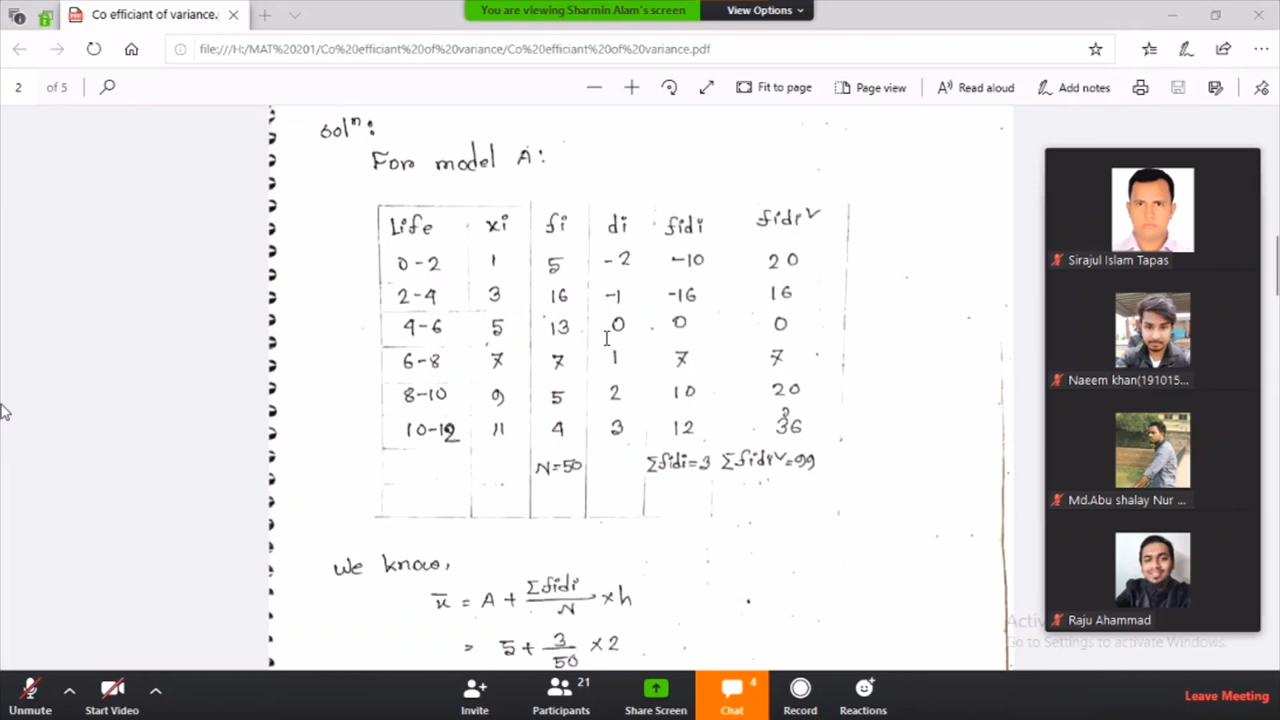 Co efficiant of variance.
You are viewing Sharmin Alam's screen
View Options
file:///H:/MAT%20201/Co%20efficiant%20of%20variance/Co%20efficiant%20of%20variance.pdf
2 of 5
Fit to page
Page view
Read aloud
Add notes
Solⁿ:
For model A:
Life xi fi di fidi fidi²
0-2 1 5 -2 -10 20
2-4 3 16 -1 -16 16
4-6 5 13 0 0 0
6-8 7 7 1 7 7
8-10 9 5 2 10 20
10-12 11 4 3 12 36
N=50 Σfidi=3 Σfidi²=99
We know,
x̄ = A + Σfidi/N × h
= 5 + 3/50 × 2
Sirajul Islam Tapas
Naeem khan(191015...
Md.Abu shalay Nur ...
Raju Ahammad
Activate Windows
Go to Settings to activate Windows.
Unmute
Start Video
Invite
Participants 21
Share Screen
Chat 4
Record
Reactions
Leave Meeting